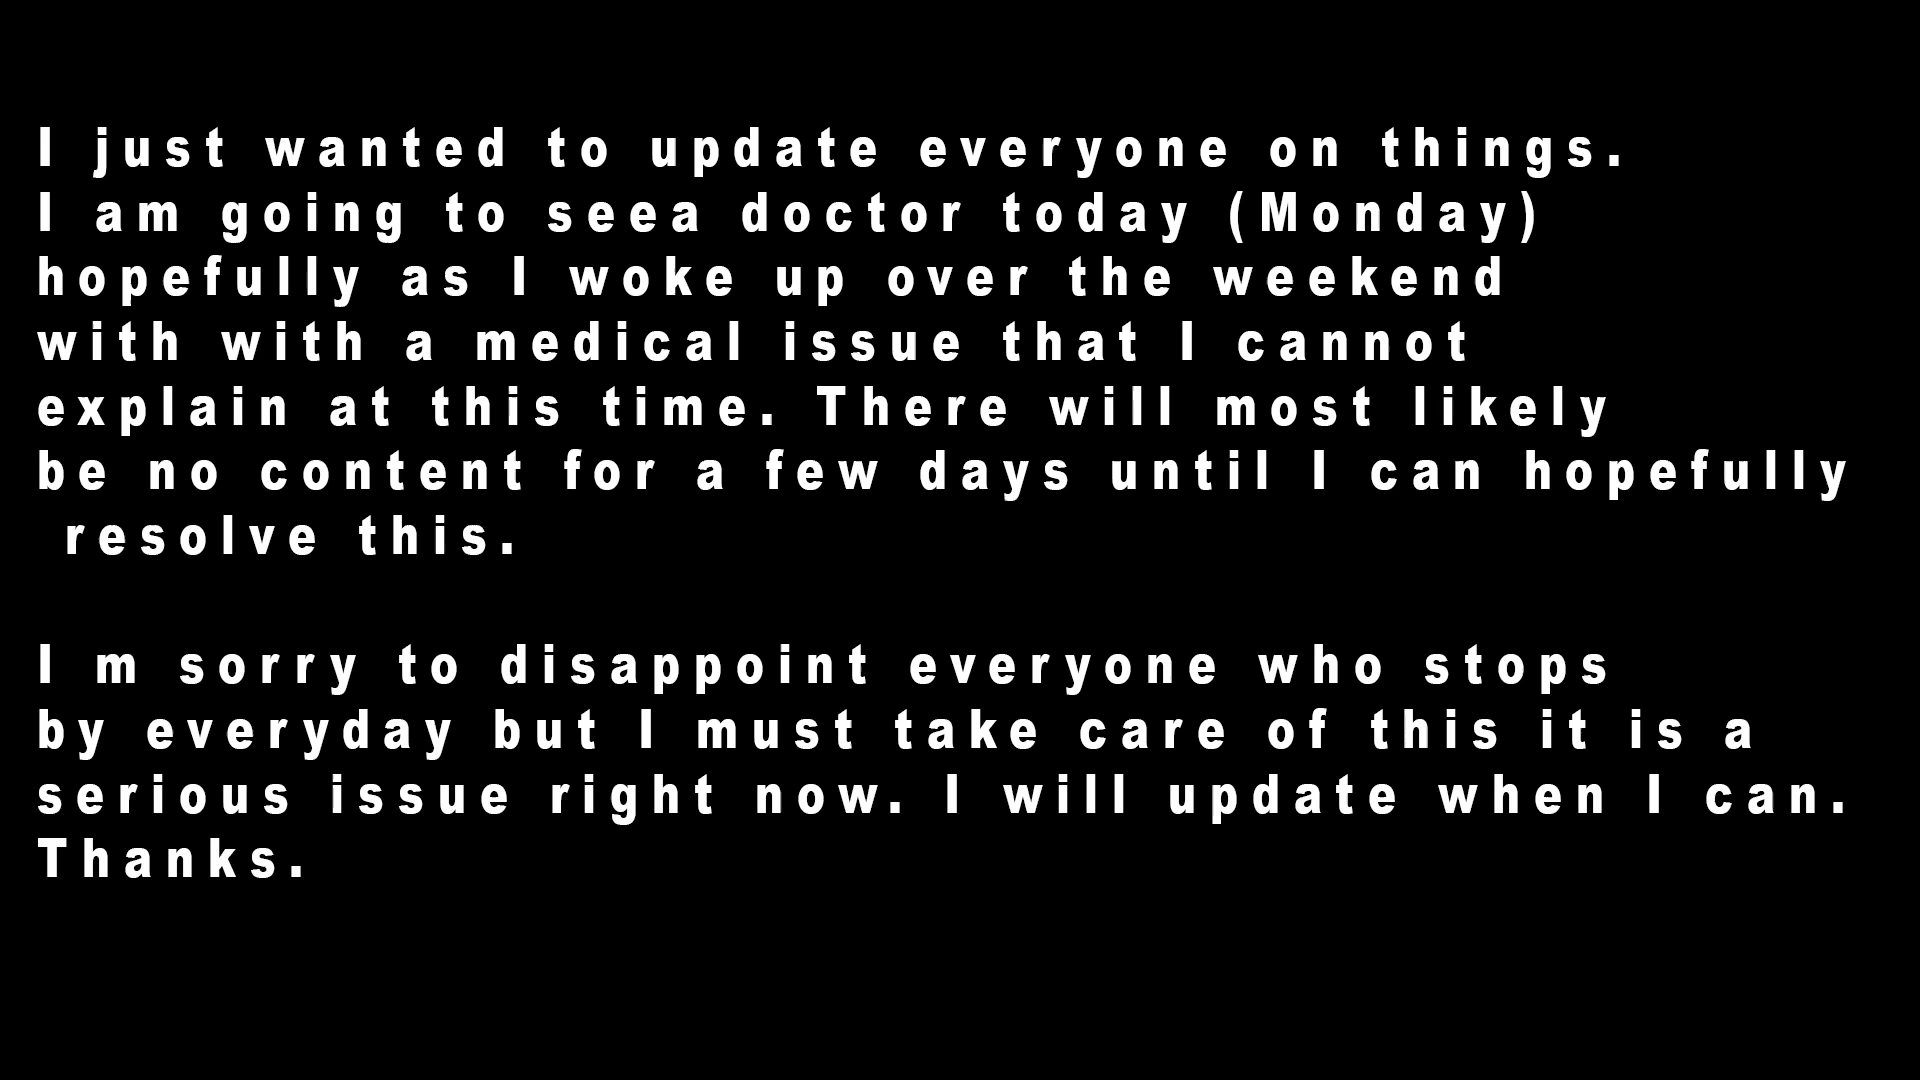 I just wanted to update everyone on things.
I am going to seea doctor today (Monday)
hopefully as I woke up over the weekend
with with a medical issue that I cannot
explain at this time. There will most likely
be no content for a few days until I can hopefully
resolve this.
I m sorry to disappoint everyone who stops
by everyday but I must take care of this it is a
serious issue right now. I will update when I can.
Thanks.